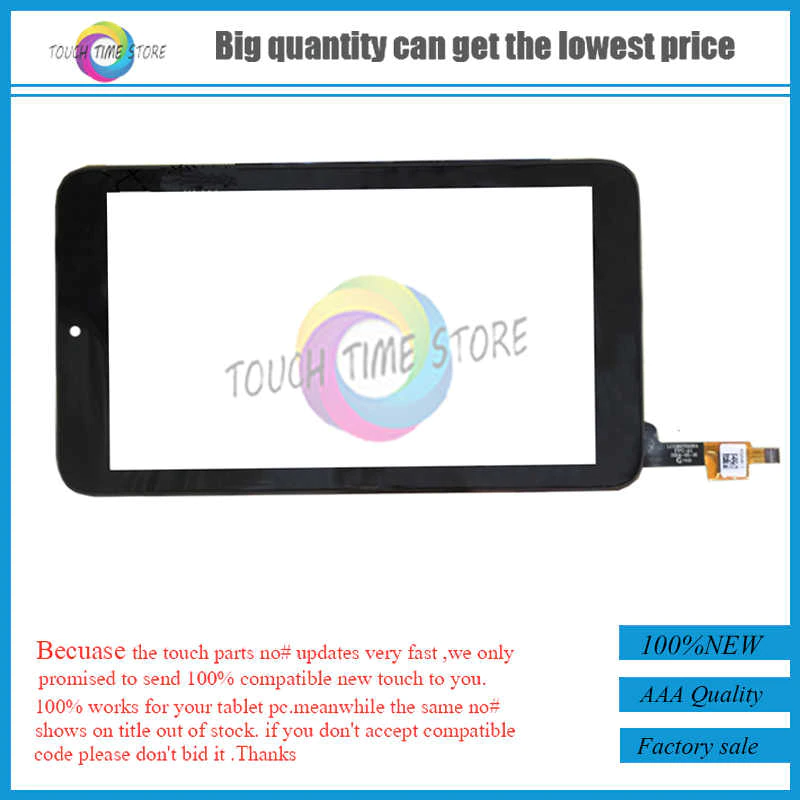 TOUCH TIME STORE
Big quantity can get the lowest price
TOUCH TIME STORE
Becuase the touch parts no# updates very fast ,we only
promised to send 100% compatible new touch to you.
100% works for your tablet pc.meanwhile the same no#
shows on title out of stock. if you don't accept compatible
code please don't bid it .Thanks
100%NEW
AAA Quality
Factory sale